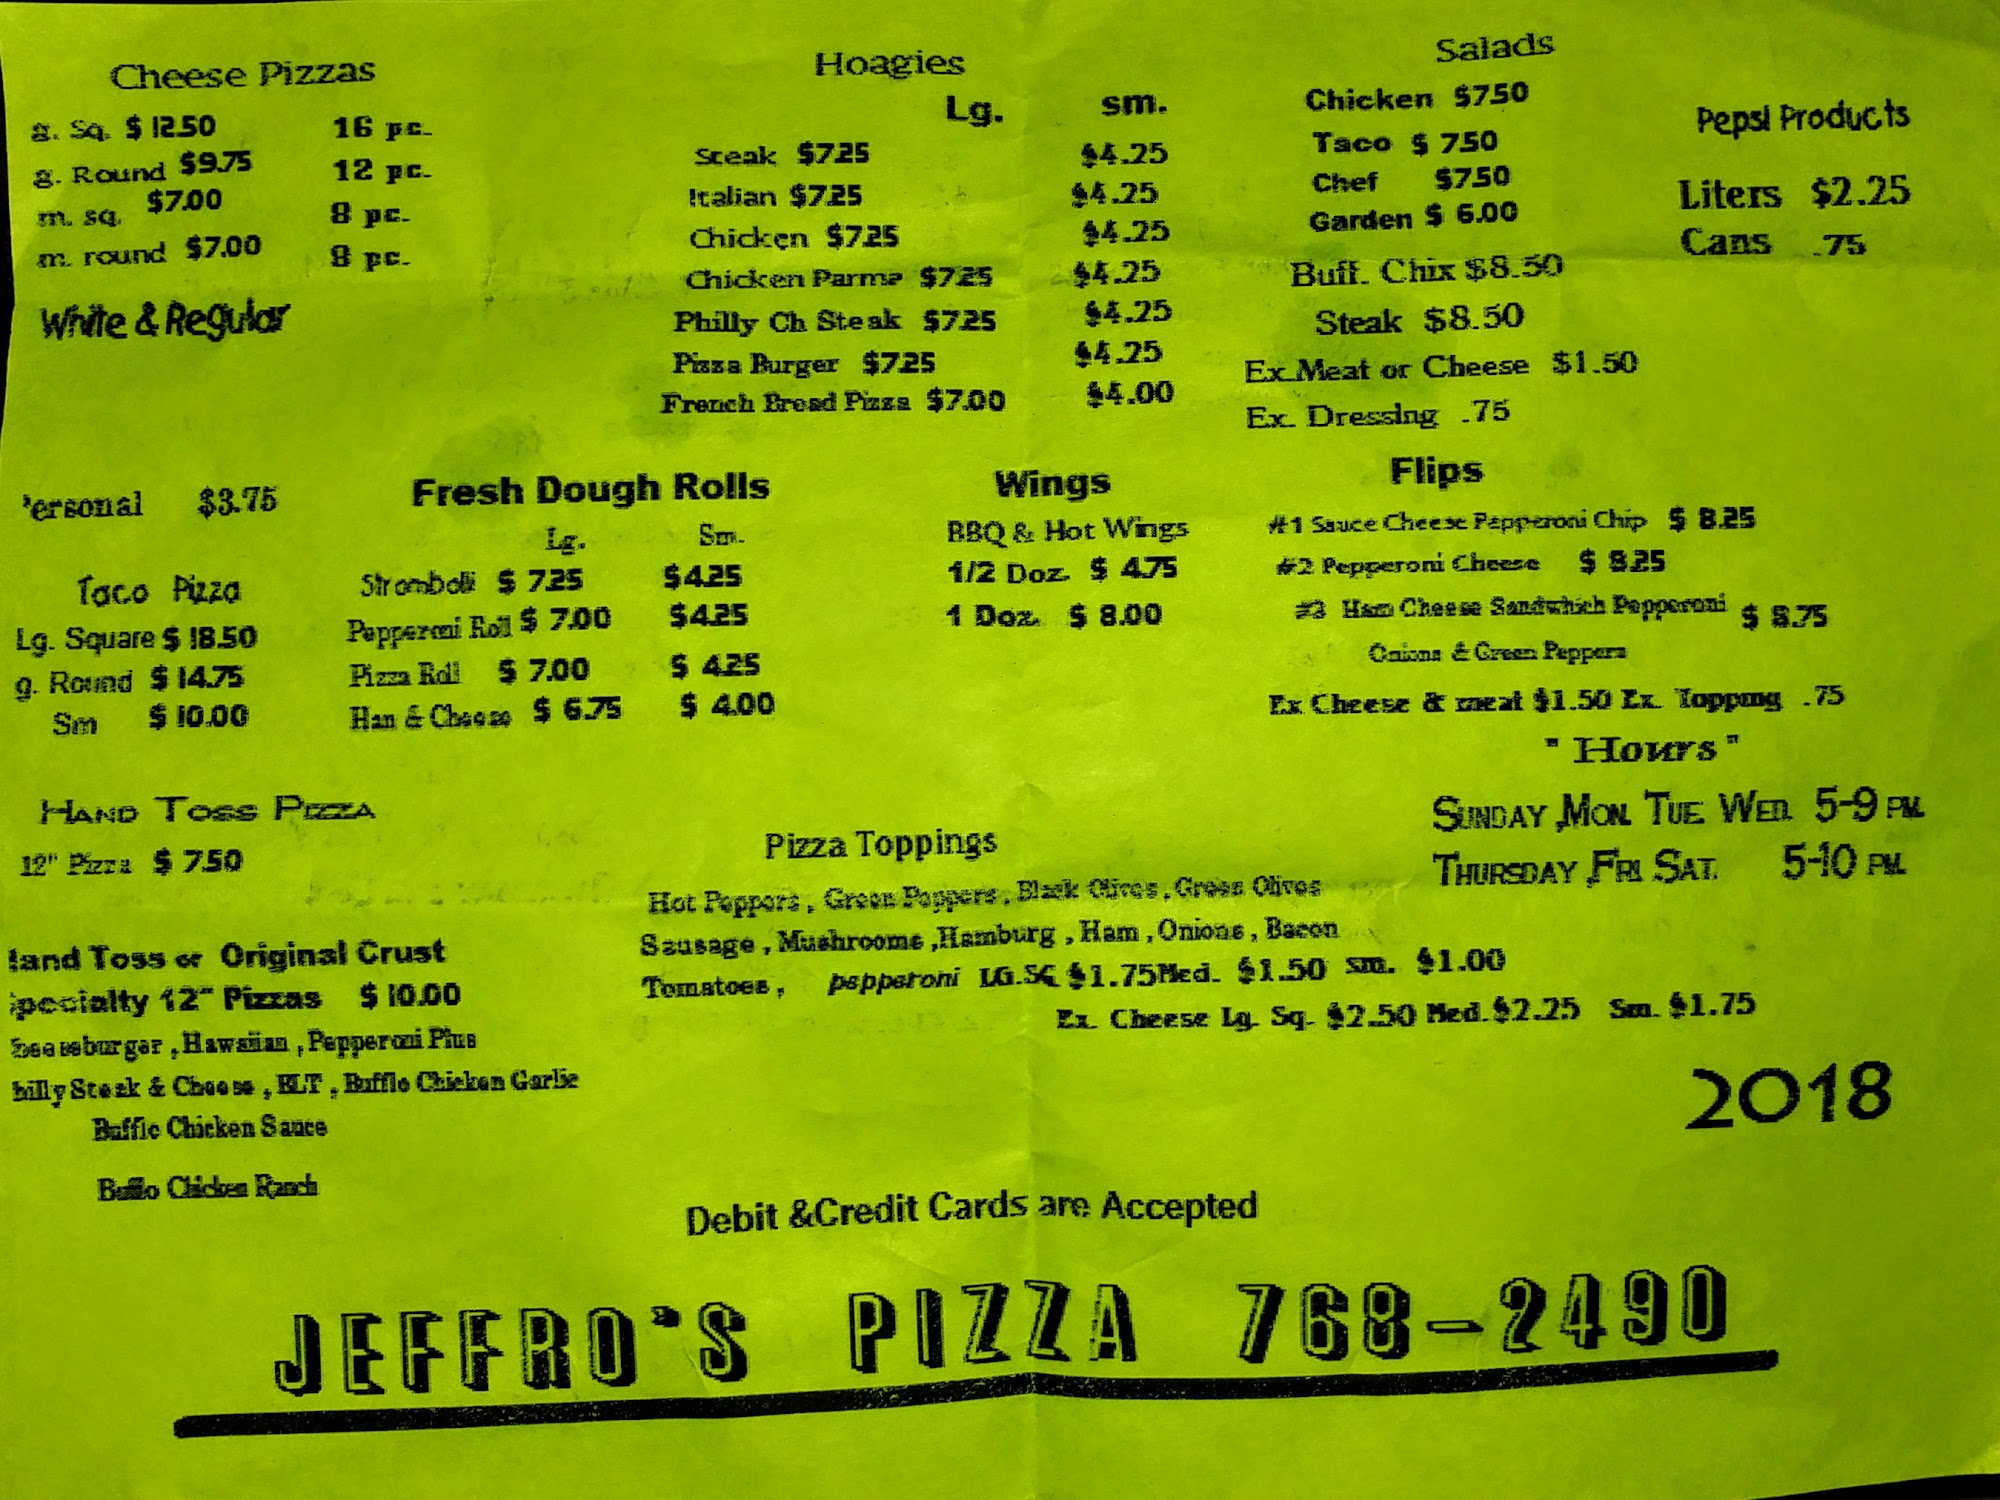 Cheese Pizzas
g. Sq. $ 12.50 16 pc.
g. Round $9.75 12 pc.
m. sq. $7.00 8 pc.
m. round $7.00 8 pc.
White & Regular
Hoagies
Lg. sm.
Steak $7.25 $4.25
Italian $7.25 $4.25
Chicken $7.25 $4.25
Chicken Parma $7.25 $4.25
Philly Ch Steak $7.25 $4.25
Pizza Burger $7.25 $4.25
French Bread Pizza $7.00 $4.00
Salads
Chicken $7.50
Taco $ 7.50
Chef $7.50
Garden $ 6.00
Buff. Chix $8.50
Steak $8.50
Ex.Meat or Cheese $1.50
Ex. Dressing .75
Pepsi Products
Liters $2.25
Cans .75
ersonal $3.75
Taco Pizza
Lg. Square $ 18.50
g. Round $ 14.75
Sm $ 10.00
Fresh Dough Rolls
Lg. Sm.
Stromboli $ 7.25 $4.25
Pepperoni Roll $ 7.00 $4.25
Pizza Roll $ 7.00 $ 4.25
Han & Cheese $ 6.75 $ 4.00
Wings
BBQ & Hot Wings
1/2 Doz. $ 4.75
1 Doz. $ 8.00
Flips
#1 Sauce Cheese Pepperoni Chip $ 8.25
#2 Pepperoni Cheese $ 8.25
#3 Ham Cheese Sandwhich Pepperoni $ 8.75
Onions & Green Peppers
Ex Cheese & meat $1.50 Ex. Topping .75
" Hours "
Sunday ,Mon. Tue. Wed. 5-9 pm.
Thursday ,Fri .Sat. 5-10 pm.
Hand Toss Pizza
12" Pizza $ 7.50
Hand Toss or Original Crust
Specialty 12" Pizzas $ 10.00
heeseburger , Hawaiian , Pepperoni Plus
hilly Steak & Cheese , BLT , Bufflo Chicken Garlic
Bufflo Chicken Sauce
Bufflo Chicken Ranch
Pizza Toppings
Hot Peppers , Green Peppers , Black Olives , Green Olives
Sausage , Mushrooms ,Hamburg , Ham , Onions , Bacon
Tomatoes , pepperoni LG.SQ $1.75 Med. $1.50 sm. $1.00
Ex. Cheese Lg. Sq. $2.50 Med. $2.25 Sm. $1.75
2018
Debit &Credit Cards are Accepted
JEFFRO'S PIZZA 768-2490